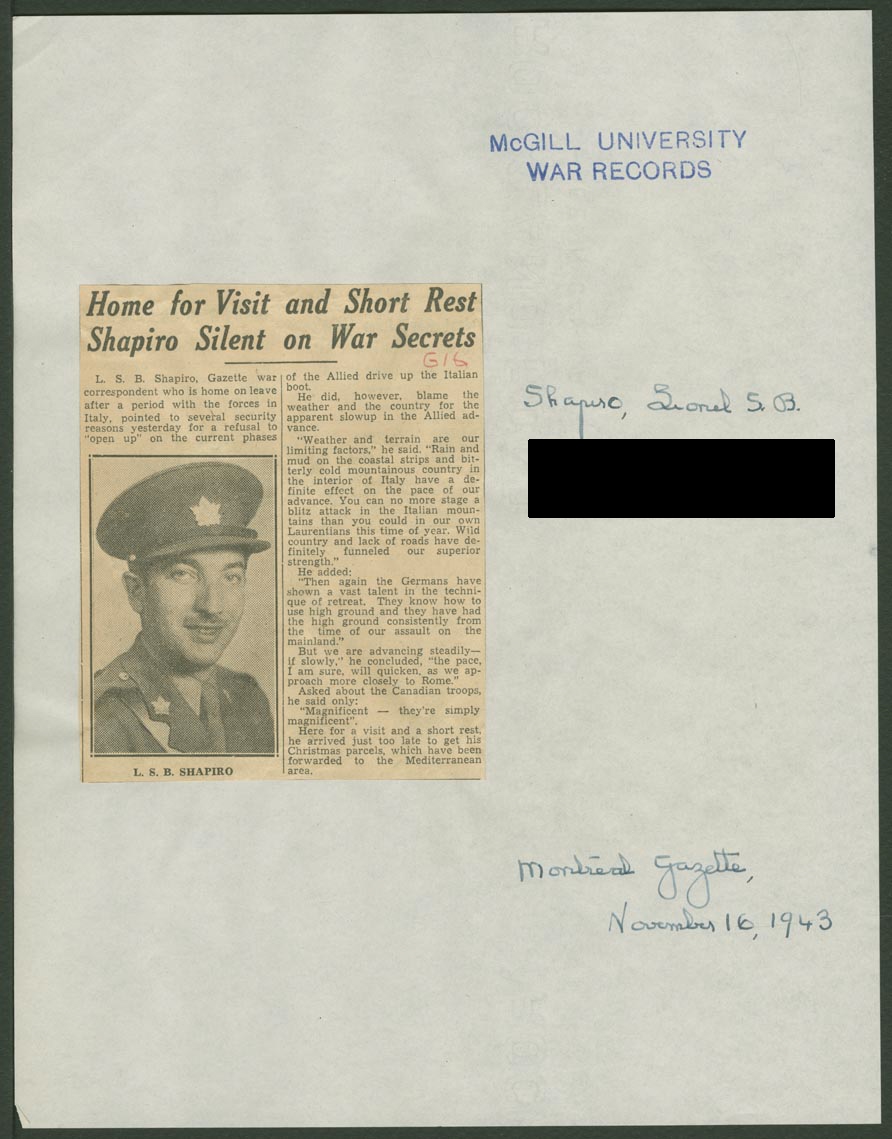 McGILL UNIVERSITY
WAR RECORDS
Home for Visit and Short Rest
Shapiro Silent on War Secrets
G16
L. S. B. Shapiro, Gazette war
correspondent who is home on leave
after a period with the forces in
Italy, pointed to several security
reasons yesterday for a refusal to
"open up" on the current phases
L. S. B. SHAPIRO
of the Allied drive up the Italian
boot.
He did, however, blame the
weather and the country for the
apparent slowup in the Allied ad-
vance.
"Weather and terrain are our
limiting factors," he said. "Rain and
mud on the coastal strips and bit-
terly cold mountainous country in
the interior of Italy have a de-
finite effect on the pace of our
advance. You can no more stage a
blitz attack in the Italian moun-
tains than you could in our own
Laurentians this time of year. Wild
country and lack of roads have de-
finitely funneled our superior
strength."
He added:
"Then again the Germans have
shown a vast talent in the techni-
que of retreat. They know how to
use high ground and they have had
the high ground consistently from
the time of our assault on the
mainland."
But we are advancing steadily—
if slowly," he concluded, "the pace,
I am sure, will quicken, as we ap-
proach more closely to Rome."
Asked about the Canadian troops,
he said only:
"Magnificent — they're simply
magnificent".
Here for a visit and a short rest,
he arrived just too late to get his
Christmas parcels, which have been
forwarded to the Mediterranean
area.
Shapiro, Lionel S. B.
Montreal Gazette,
November 16, 1943